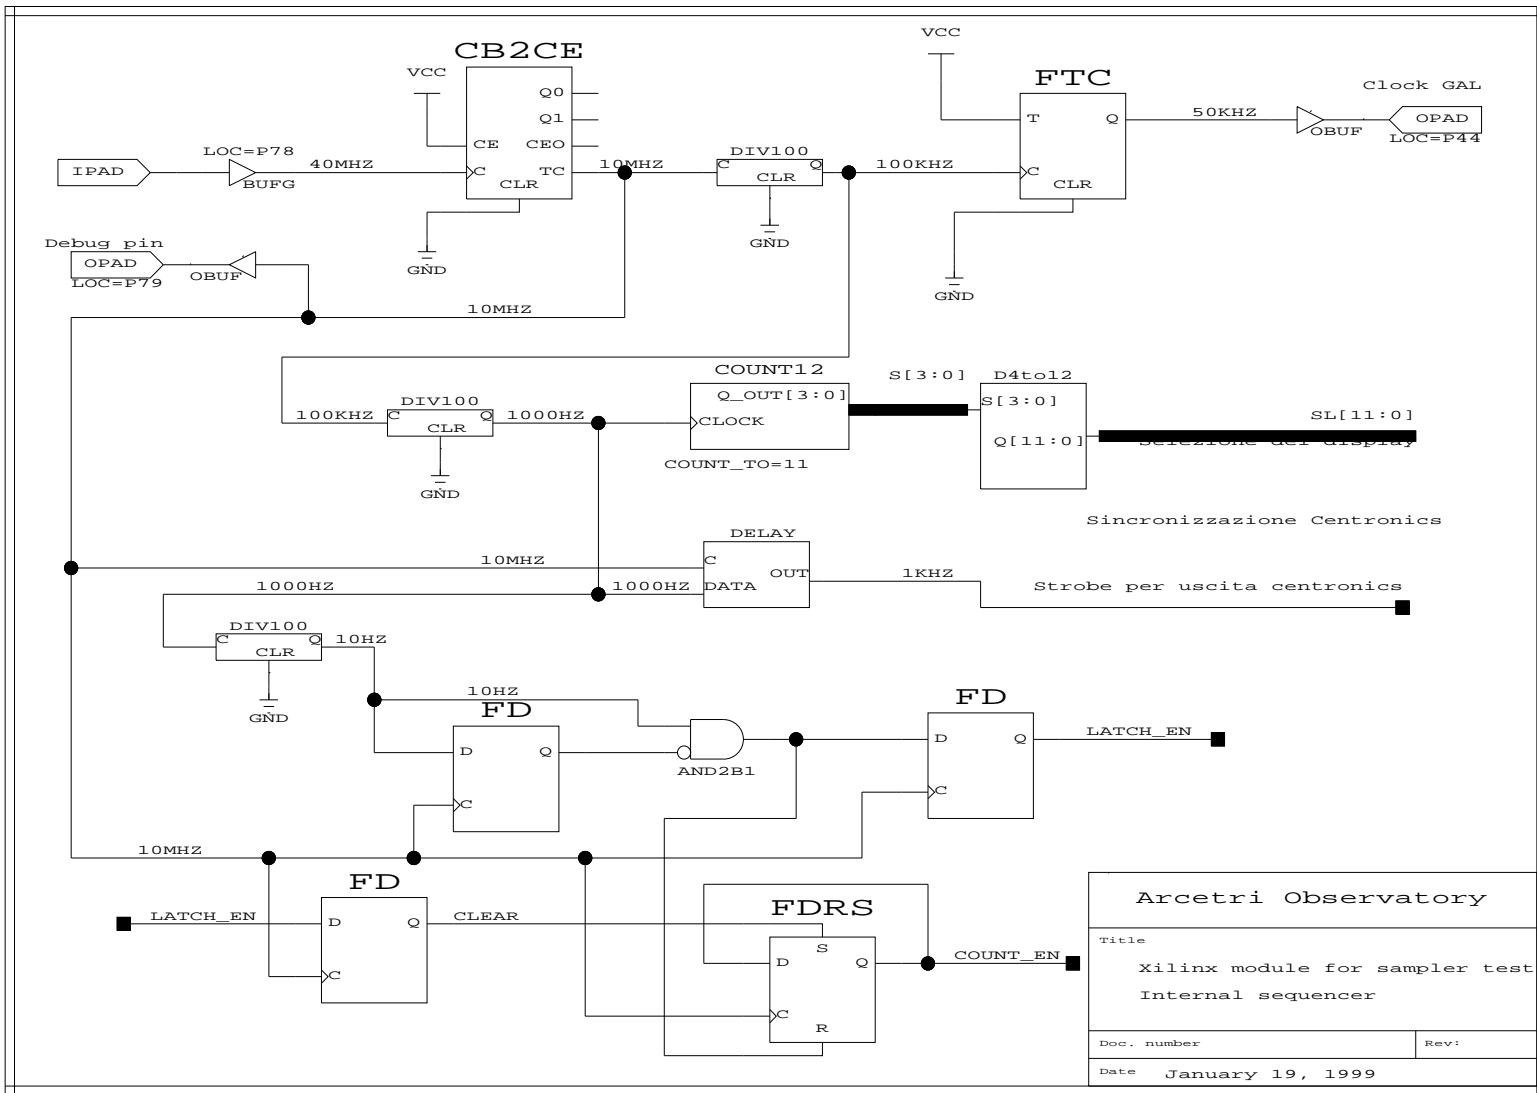 VCC
CB2CE
VCC
FTC
Clock GAL
Q0
Q1
CE
CEO
C
TC
CLR
T
Q
C
CLR
50KHZ
OBUF
OPAD
LOC=P44
LOC=P78
IPAD
BUFG
40MHZ
10MHZ
DIV100
C
Q
CLR
100KHZ
GND
GND
GND
Debug pin
OPAD
LOC=P79
OBUF
10MHZ
COUNT12
S[3:0]
D4to12
Q_OUT[3:0]
CLOCK
COUNT_TO=11
S[3:0]
Q[11:0]
SL[11:0]
Selezione del display
100KHZ
DIV100
C
Q
CLR
1000HZ
GND
Sincronizzazione Centronics
DELAY
10MHZ
C
OUT
DATA
1KHZ
Strobe per uscita centronics
1000HZ
1000HZ
DIV100
C
Q
CLR
10HZ
GND
10HZ
FD
D
Q
C
AND2B1
FD
D
Q
C
LATCH_EN
10MHZ
FD
LATCH_EN
D
Q
C
CLEAR
FDRS
S
D
Q
C
R
COUNT_EN
Arcetri Observatory
Title
Xilinx module for sampler test
Internal sequencer
Doc. number
Rev:
Date
January 19, 1999